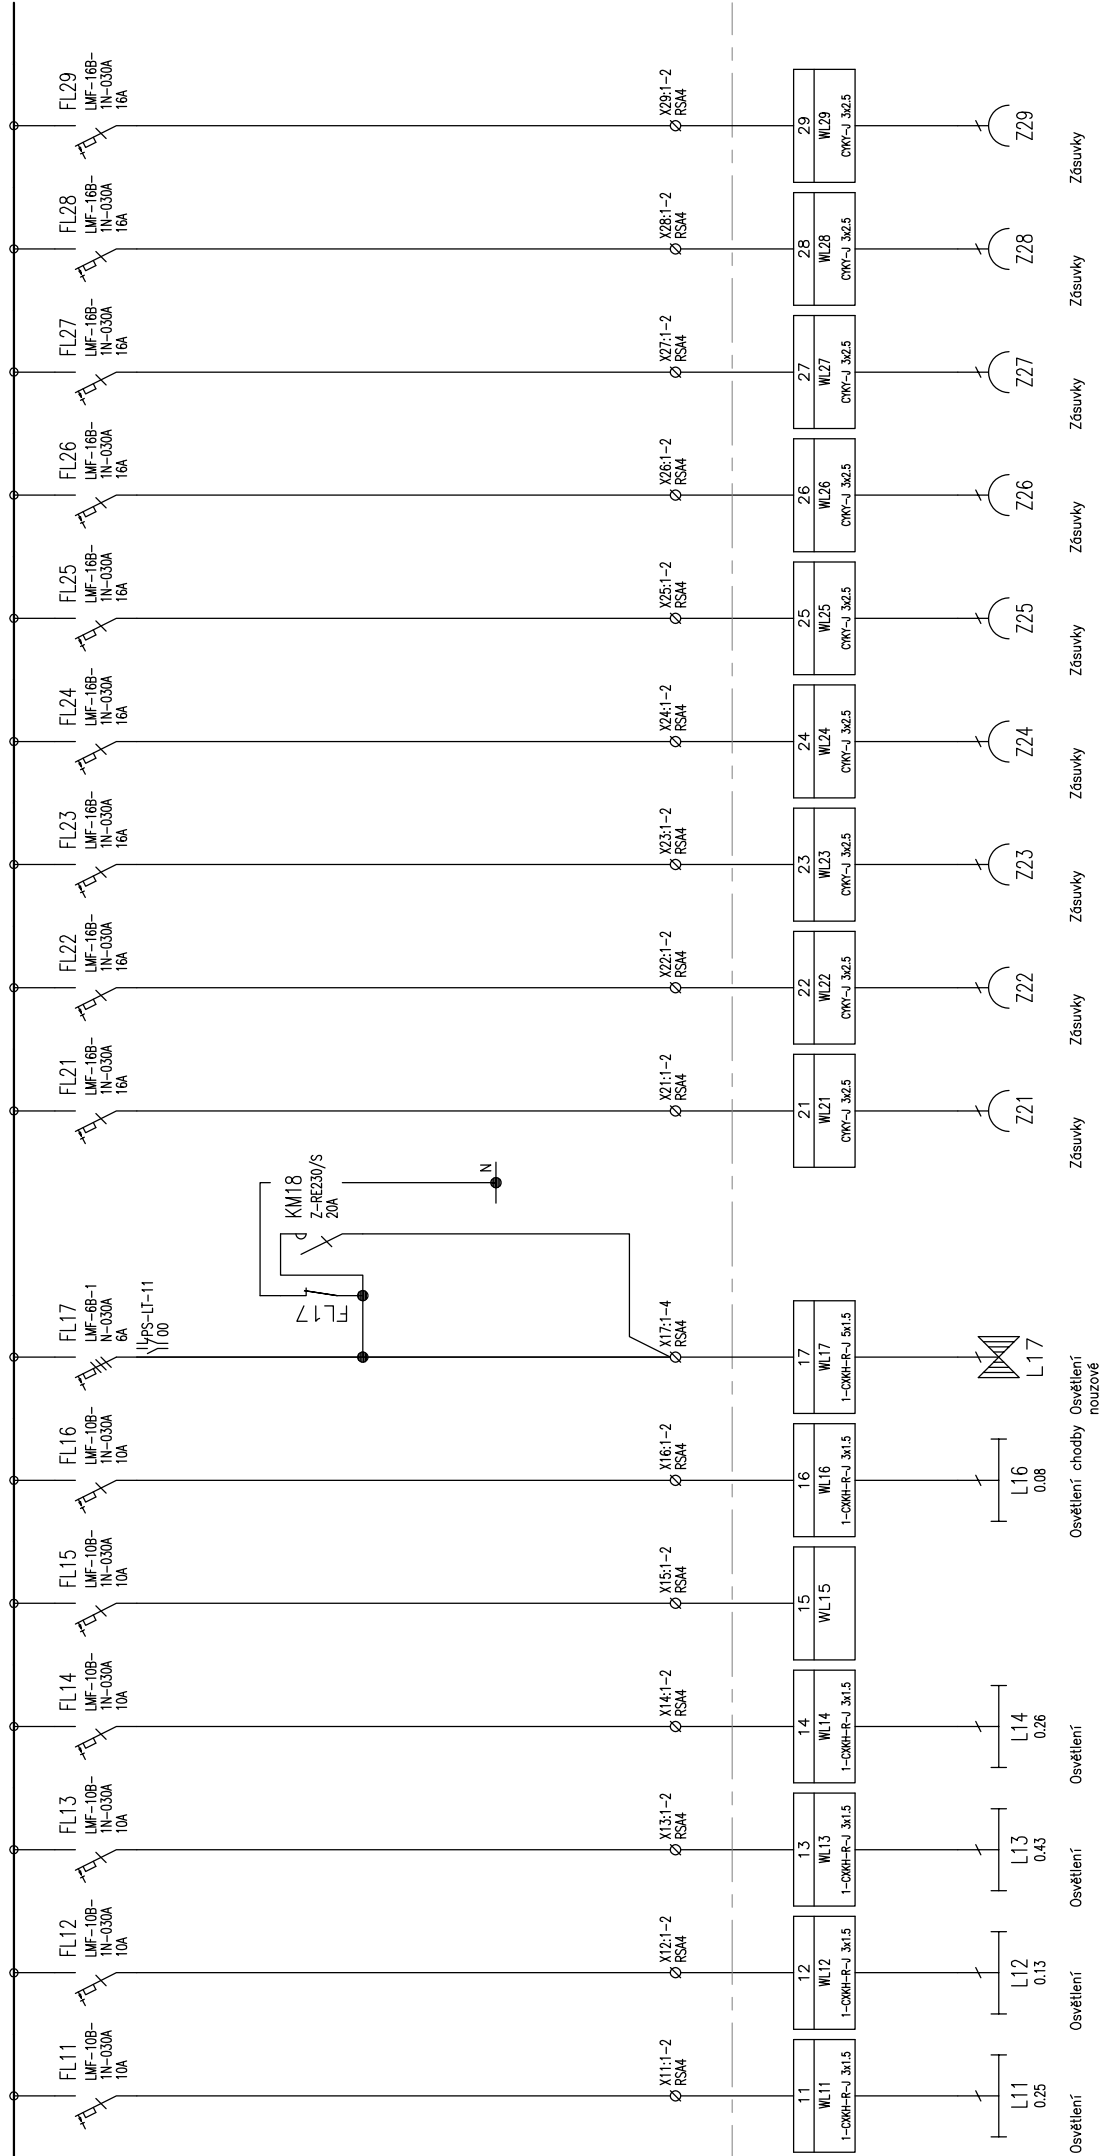 FL11
LMF-10B-
1N-030A
10A
X11:1-2
RSA4
11
WL11
1-CXKH-R-J 3x1.5
L11
0.25
Osvětlení
FL12
LMF-10B-
1N-030A
10A
X12:1-2
RSA4
12
WL12
1-CXKH-R-J 3x1.5
L12
0.13
Osvětlení
FL13
LMF-10B-
1N-030A
10A
X13:1-2
RSA4
13
WL13
1-CXKH-R-J 3x1.5
L13
0.43
Osvětlení
FL14
LMF-10B-
1N-030A
10A
X14:1-2
RSA4
14
WL14
1-CXKH-R-J 3x1.5
L14
0.26
Osvětlení
FL15
LMF-10B-
1N-030A
10A
X15:1-2
RSA4
15
WL15
FL16
LMF-10B-
1N-030A
10A
X16:1-2
RSA4
16
WL16
1-CXKH-R-J 3x1.5
L16
0.08
Osvětlení chodby
FL17
LMF-6B-1
N-030A
6A
PS-LT-11
00
FL17
KM18
Z-RE230/S
20A
N
X17:1-4
RSA4
17
WL17
1-CXKH-R-J 5x1.5
L17
Osvětlení
nouzové
FL21
LMF-16B-
1N-030A
16A
X21:1-2
RSA4
21
WL21
CYKY-J 3x2.5
Z21
Zásuvky
FL22
LMF-16B-
1N-030A
16A
X22:1-2
RSA4
22
WL22
CYKY-J 3x2.5
Z22
Zásuvky
FL23
LMF-16B-
1N-030A
16A
X23:1-2
RSA4
23
WL23
CYKY-J 3x2.5
Z23
Zásuvky
FL24
LMF-16B-
1N-030A
16A
X24:1-2
RSA4
24
WL24
CYKY-J 3x2.5
Z24
Zásuvky
FL25
LMF-16B-
1N-030A
16A
X25:1-2
RSA4
25
WL25
CYKY-J 3x2.5
Z25
Zásuvky
FL26
LMF-16B-
1N-030A
16A
X26:1-2
RSA4
26
WL26
CYKY-J 3x2.5
Z26
Zásuvky
FL27
LMF-16B-
1N-030A
16A
X27:1-2
RSA4
27
WL27
CYKY-J 3x2.5
Z27
Zásuvky
FL28
LMF-16B-
1N-030A
16A
X28:1-2
RSA4
28
WL28
CYKY-J 3x2.5
Z28
Zásuvky
FL29
LMF-16B-
1N-030A
16A
X29:1-2
RSA4
29
WL29
CYKY-J 3x2.5
Z29
Zásuvky